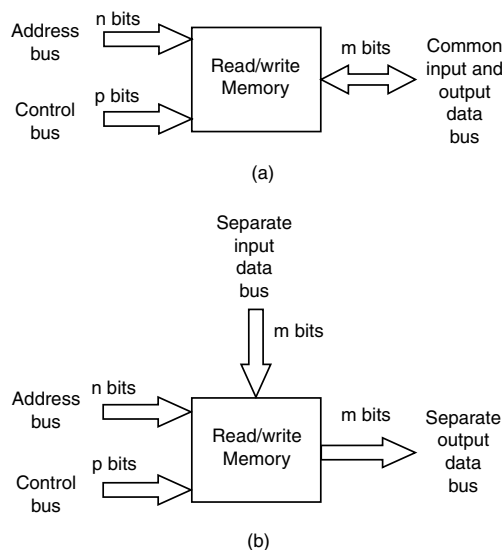 n bits
Address
bus
Read/write
Memory
m bits
Common
input and
output
data
bus
p bits
Control
bus
(a)
Separate
input
data
bus
m bits
n bits
Address
bus
Read/write
Memory
m bits
Separate
output
data
bus
p bits
Control
bus
(b)